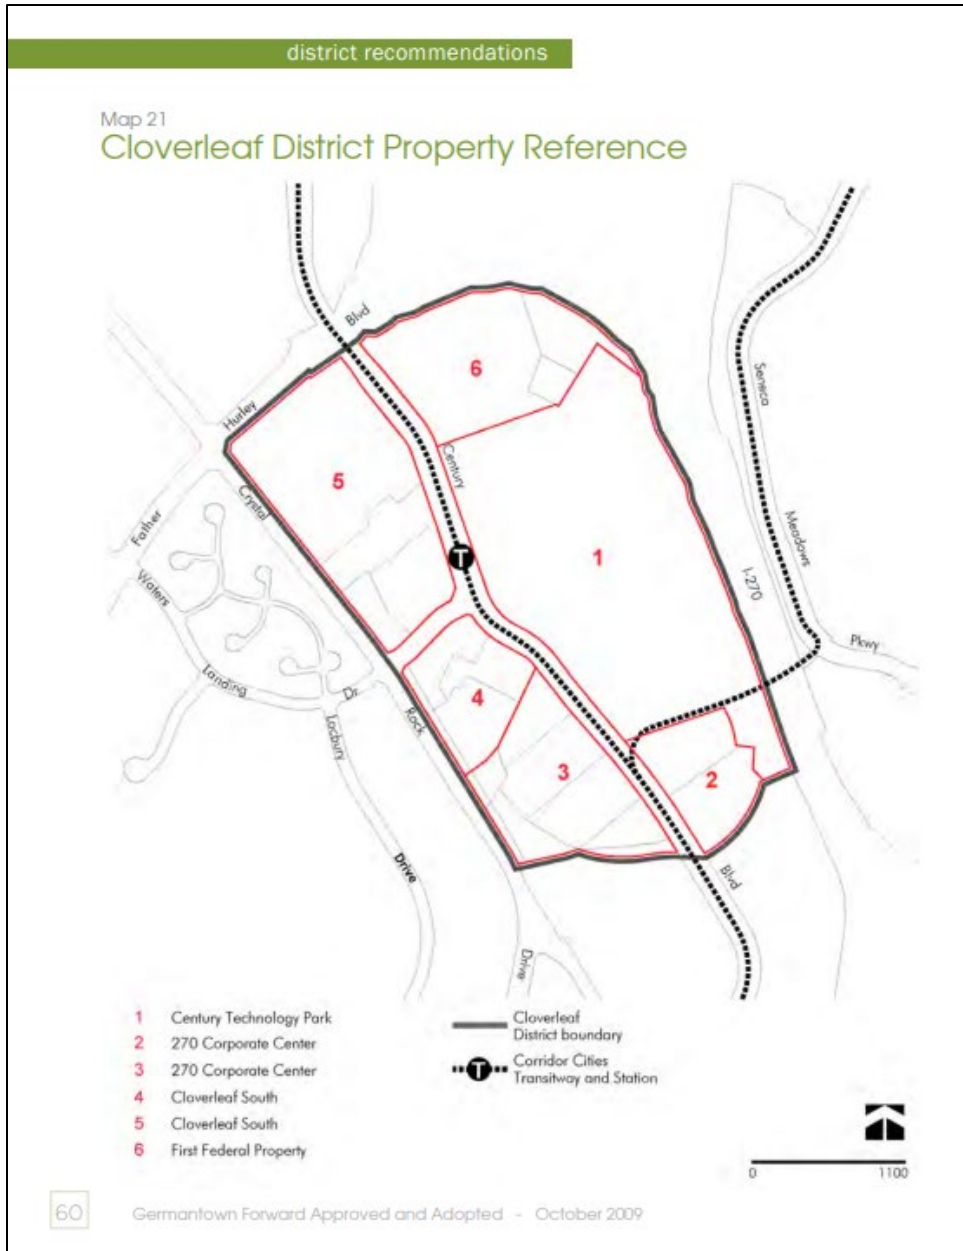 district recommendations
Map 21
Cloverleaf District Property Reference
Blvd
6
Hurley
Seneca
Century
5
Crystal
Father
T
1
Meadows
I-270
Waters
Pkwy
Landing
Dr
4
Rock
Locbury
3
2
Drive
Blvd
Drive
1 Century Technology Park
2 270 Corporate Center
3 270 Corporate Center
4 Cloverleaf South
5 Cloverleaf South
6 First Federal Property
Cloverleaf
District boundary
T
Corridor Cities
Transitway and Station
0 1100
60 Germantown Forward Approved and Adopted - October 2009